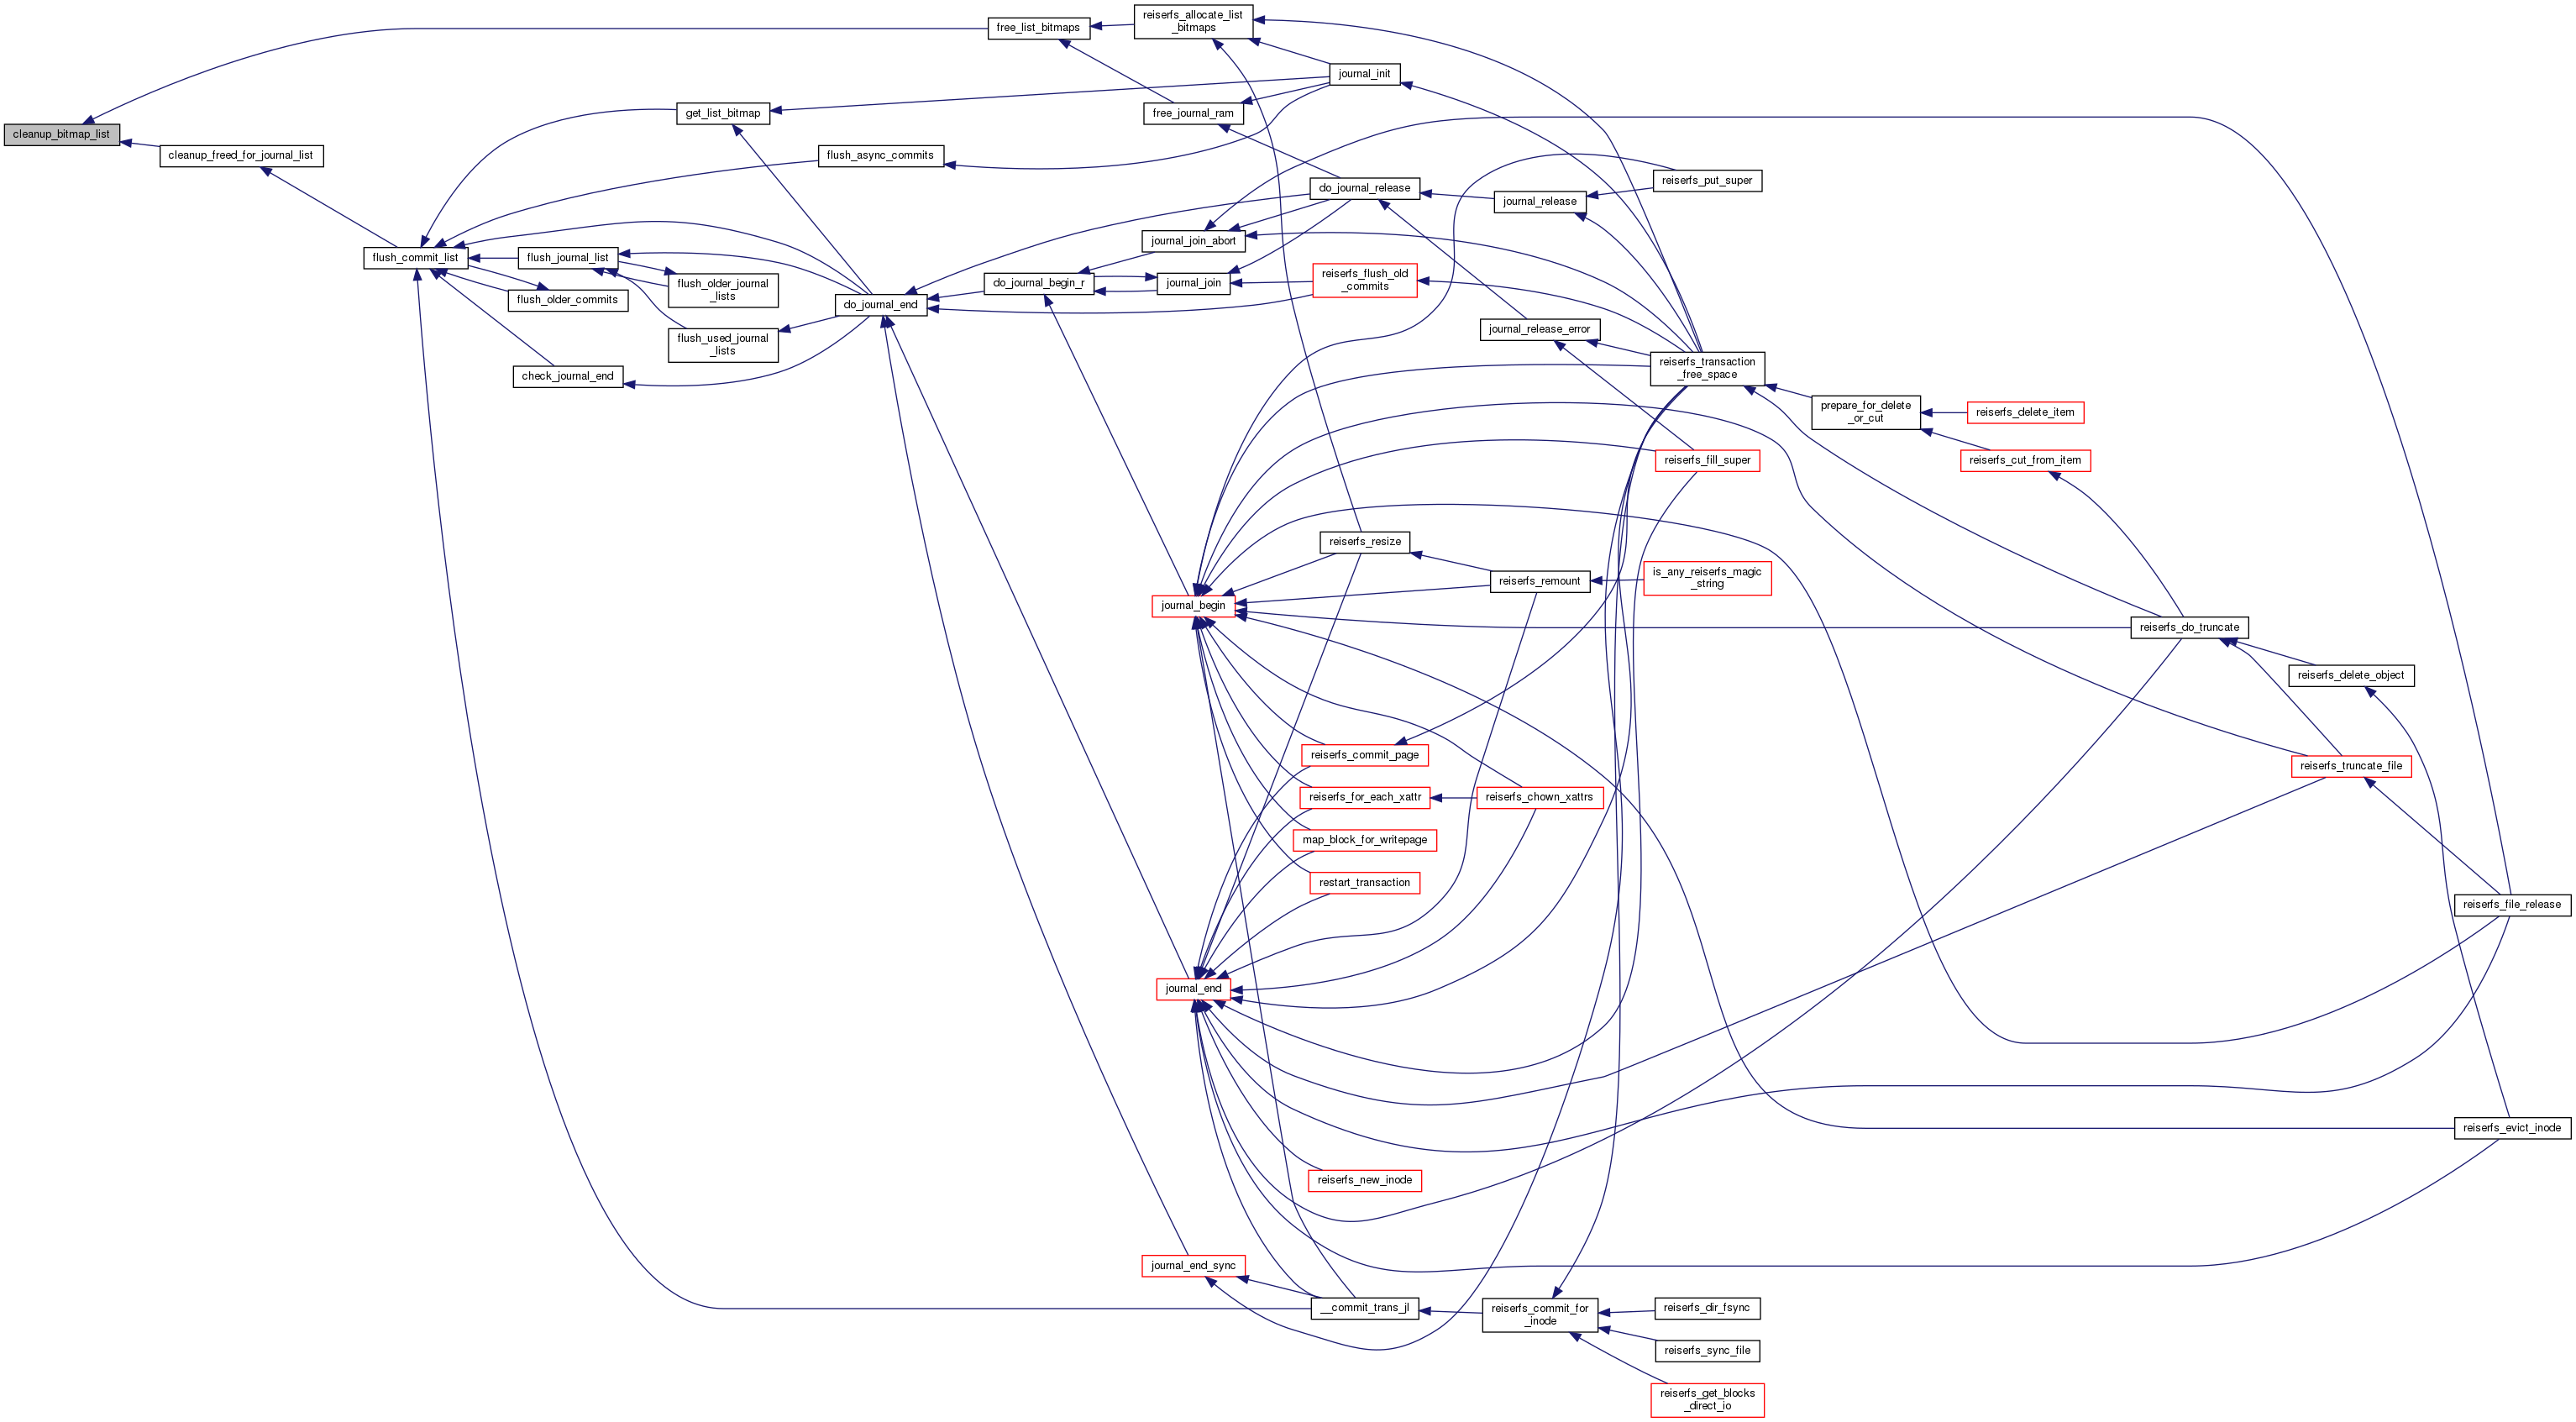 cleanup_bitmap_list
free_list_bitmaps
cleanup_freed_for_journal_list
reiserfs_allocate_list
_bitmaps
journal_init
get_list_bitmap
free_journal_ram
flush_async_commits
do_journal_release
journal_release
reiserfs_put_super
flush_commit_list
flush_journal_list
flush_older_commits
flush_older_journal
_lists
flush_used_journal
_lists
check_journal_end
do_journal_end
journal_join_abort
do_journal_begin_r
journal_join
reiserfs_flush_old
_commits
journal_release_error
reiserfs_transaction
_free_space
prepare_for_delete
_or_cut
reiserfs_delete_item
reiserfs_cut_from_item
reiserfs_fill_super
reiserfs_resize
reiserfs_remount
is_any_reiserfs_magic
_string
journal_begin
reiserfs_do_truncate
reiserfs_delete_object
reiserfs_commit_page
reiserfs_truncate_file
reiserfs_for_each_xattr
reiserfs_chown_xattrs
map_block_for_writepage
restart_transaction
reiserfs_file_release
journal_end
reiserfs_evict_inode
reiserfs_new_inode
journal_end_sync
__commit_trans_jl
reiserfs_commit_for
_inode
reiserfs_dir_fsync
reiserfs_sync_file
reiserfs_get_blocks
_direct_io